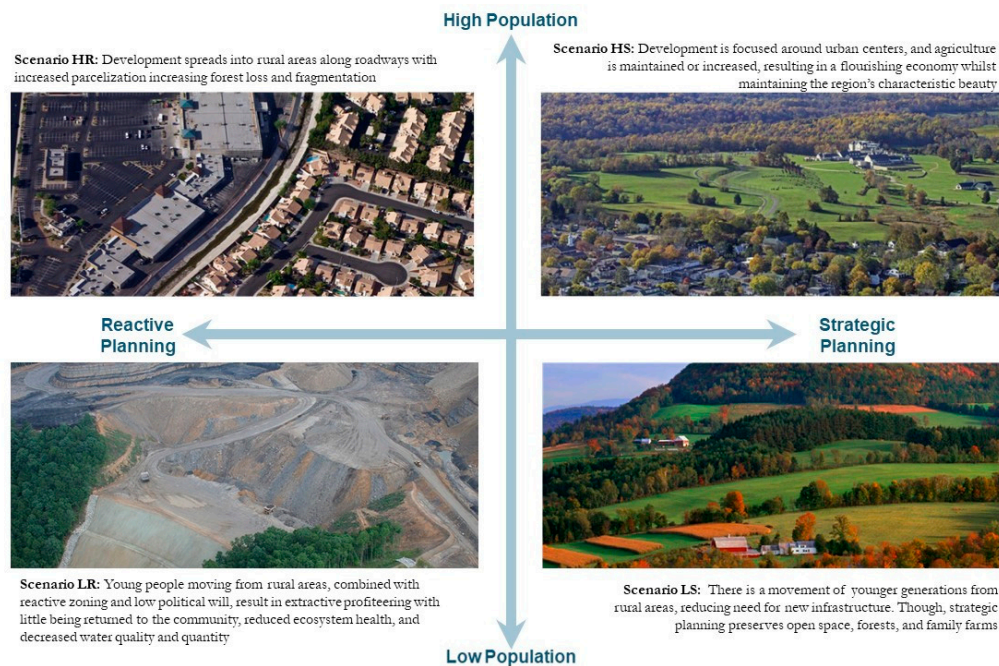 High Population
Scenario HR: Development spreads into rural areas along roadways with
increased parcelization increasing forest loss and fragmentation
Scenario HS: Development is focused around urban centers, and agriculture
is maintained or increased, resulting in a flourishing economy whilst
maintaining the region's characteristic beauty
Reactive
Planning
Strategic
Planning
Scenario LR: Young people moving from rural areas, combined with
reactive zoning and low political will, result in extractive profiteering with
little being returned to the community, reduced ecosystem health, and
decreased water quality and quantity
Scenario LS: There is a movement of younger generations from
rural areas, reducing need for new infrastructure. Though, strategic
planning preserves open space, forests, and family farms
Low Population